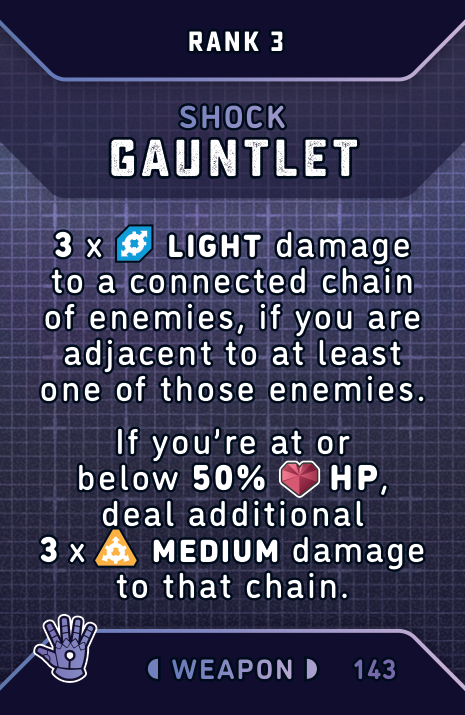 RANK 3
SHOCK
GAUNTLET
3 x LIGHT damage
to a connected chain
of enemies, if you are
adjacent to at least
one of those enemies.
If you’re at or
below 50% HP,
deal additional
3 x MEDIUM damage
to that chain.
WEAPON 143